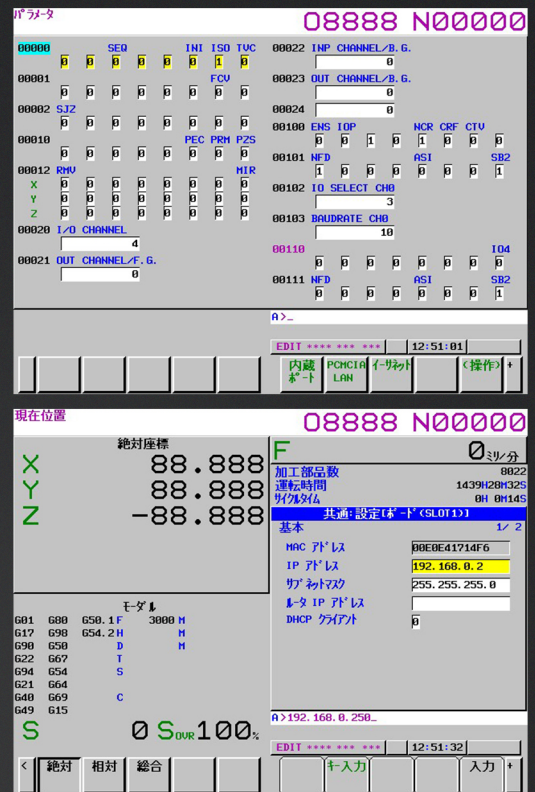 パラメータ
O8888 N00000
00000 SEQ INI ISO TVC
0 0 0 0 0 0 1 0
00001 FCV
0 0 0 0 0 0 0 0
00002 SJZ
0 0 0 0 0 0 0 0
00010 PEC PRM PZS
0 0 0 0 0 0 0 0
00012 RMV MIR
X 0 0 0 0 0 0 0 0
Y 0 0 0 0 0 0 0 0
Z 0 0 0 0 0 0 0 0
00020 I/O CHANNEL
4
00021 OUT CHANNEL/F.G.
0
00022 INP CHANNEL/B.G.
0
00023 OUT CHANNEL/B.G.
0
00024
0
00100 ENS IOP NCR CRF CTV
0 0 1 0 1 0 0 0
00101 NFD ASI SB2
1 0 0 0 0 0 0 1
00102 IO SELECT CH0
3
00103 BAUDRATE CH0
10
00110 IO4
0 0 0 0 0 0 0 0
00111 NFD ASI SB2
0 0 0 0 0 0 0 1
A>_
EDIT **** *** *** 12:51:01
内蔵ポート PCMCIA LAN イーサネット (操作) +
現在位置
O8888 N00000
絶対座標
X 88.888
Y 88.888
Z -88.888
F 0ミリ/分
加工部品数 8022
運転時間 1439H28M32S
サイクルタイム 0H 0M14S
共通:設定[ボード(SLOT1)]
基本 1/ 2
MAC アドレス 00E0E41714F6
IP アドレス 192.168.0.2
サブネットマスク 255.255.255.0
ルータ IP アドレス
DHCP クライアント 0
モーダル
G01 G80 G50.1 F 3000 M
G17 G98 G54.2 H M
G90 G50 D M
G22 G67 T
G94 G54 S
G21 G64
G40 G69 C
G49 G15
S 0 SOVR100%
A>192.168.0.250_
EDIT **** *** *** 12:51:32
< 絶対 相対 総合 キー入力 入力 +